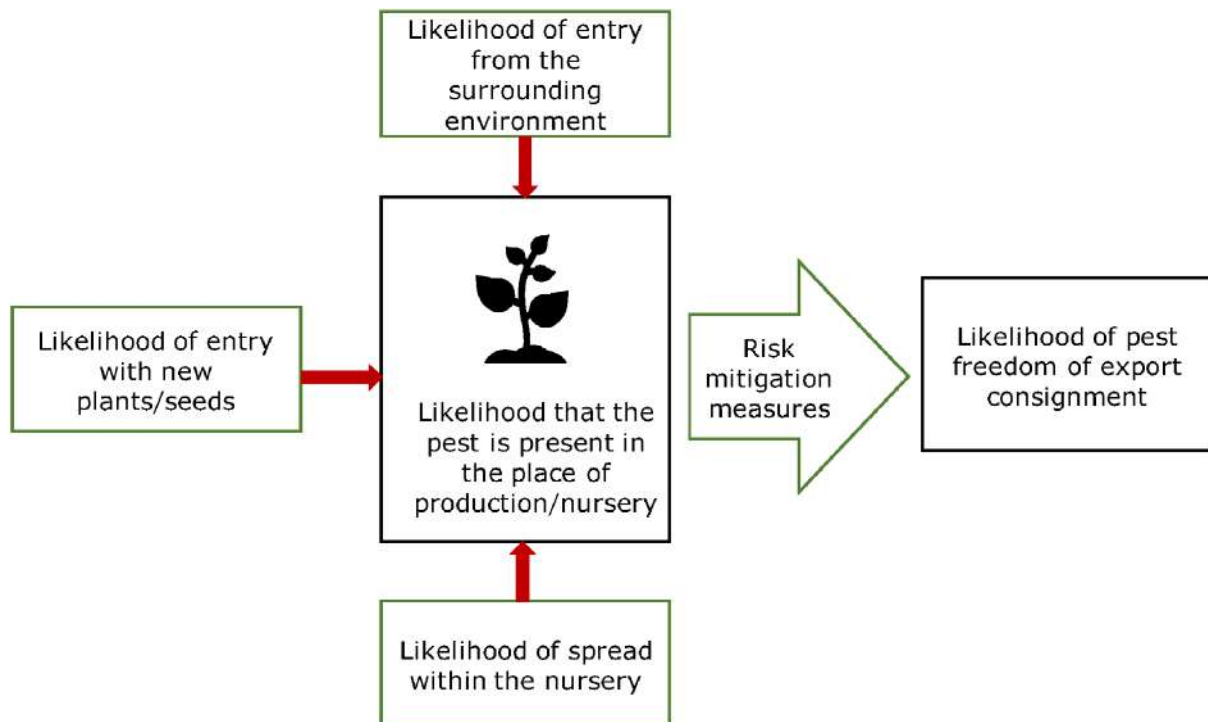 Likelihood of entry
from the
surrounding
environment
Likelihood of entry
with new
plants/seeds
Likelihood that the
pest is present in
the place of
production/nursery
Risk
mitigation
measures
Likelihood of pest
freedom of export
consignment
Likelihood of spread
within the nursery